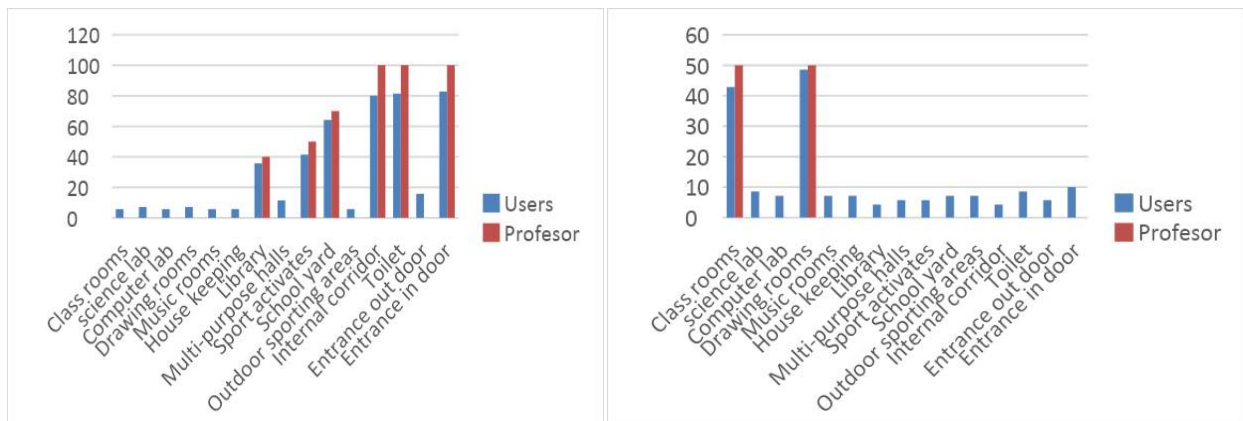 120
100
80
60
40
20
0
Users
Profesor
Class rooms
science lab
Computer lab
Drawing rooms
Music rooms
House keeping
Library
Multi-purpose halls
Sport activates
School yard
Outdoor sporting areas
Internal corridor
Toilet
Entrance out door
Entrance in door
60
50
40
30
20
10
0
Users
Profesor
Class rooms
science lab
Computer lab
Drawing rooms
Music rooms
House keeping
Library
Multi-purpose halls
Sport activates
School yard
Outdoor sporting areas
Internal corridor
Toilet
Entrance out door
Entrance in door